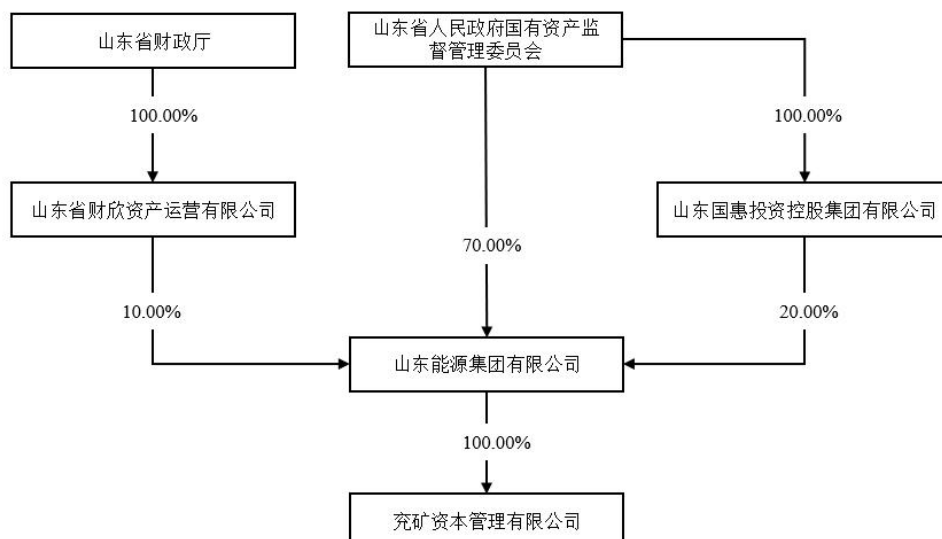 山东省财政厅
山东省人民政府国有资产监
督管理委员会
100.00%
100.00%
山东省财欣资产运营有限公司
山东国惠投资控股集团有限公司
70.00%
10.00%
20.00%
山东能源集团有限公司
100.00%
兖矿资本管理有限公司